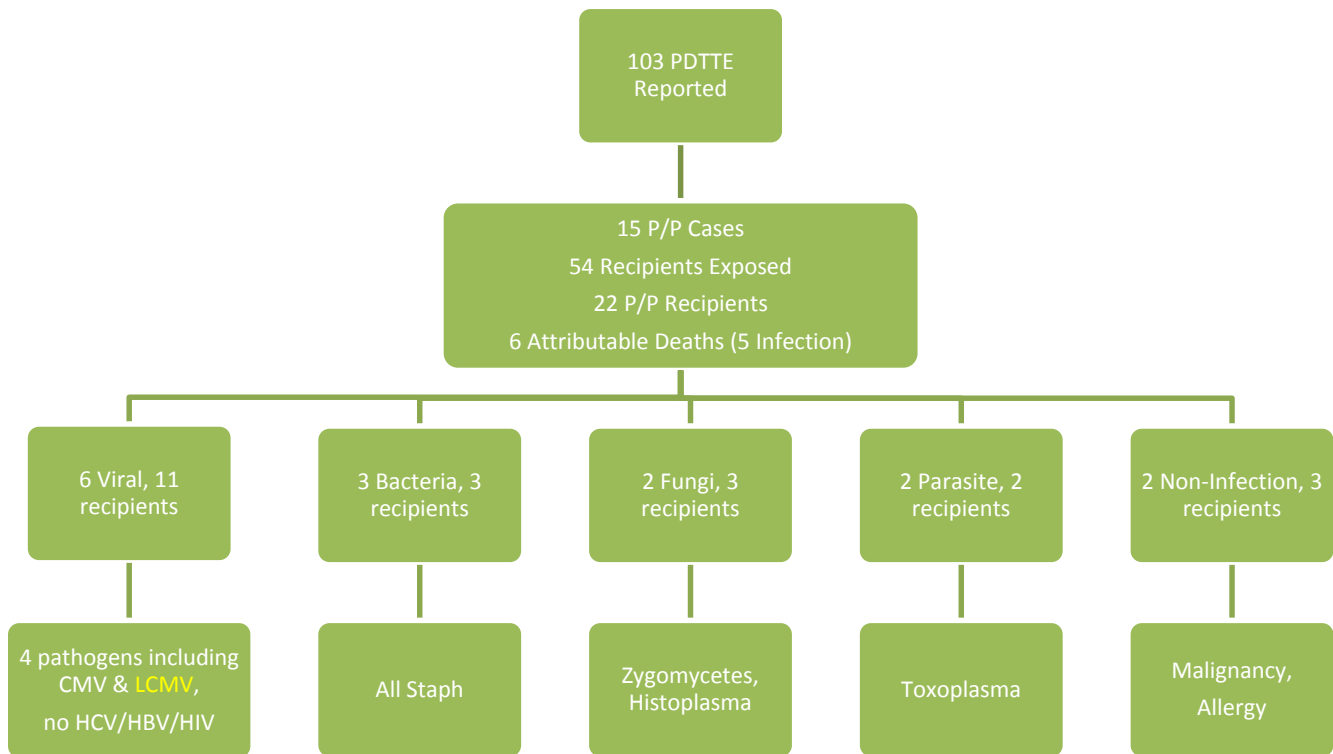 103 PDTTE
Reported
15 P/P Cases
54 Recipients Exposed
22 P/P Recipients
6 Attributable Deaths (5 Infection)
6 Viral, 11
recipients
3 Bacteria, 3
recipients
2 Fungi, 3
recipients
2 Parasite, 2
recipients
2 Non-Infection, 3
recipients
4 pathogens including
CMV & LCMV,
no HCV/HBV/HIV
All Staph
Zygomycetes,
Histoplasma
Toxoplasma
Malignancy,
Allergy